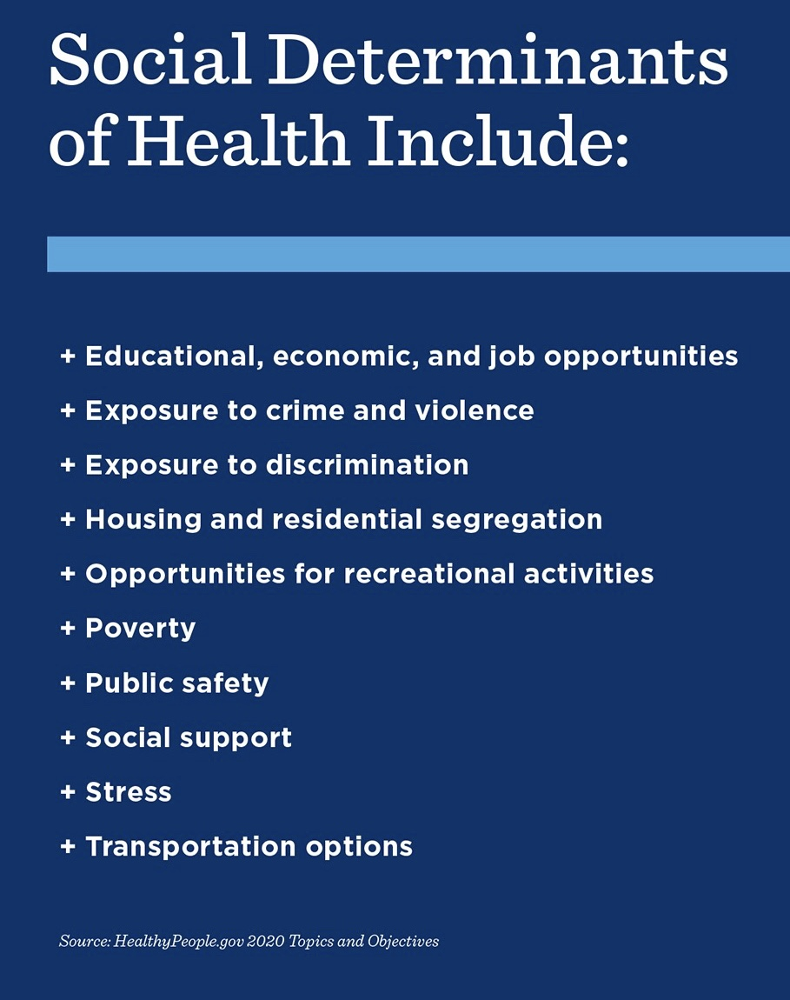 Social Determinants
of Health Include:
+ Educational, economic, and job opportunities
+ Exposure to crime and violence
+ Exposure to discrimination
+ Housing and residential segregation
+ Opportunities for recreational activities
+ Poverty
+ Public safety
+ Social support
+ Stress
+ Transportation options
Source: HealthyPeople.gov 2020 Topics and Objectives